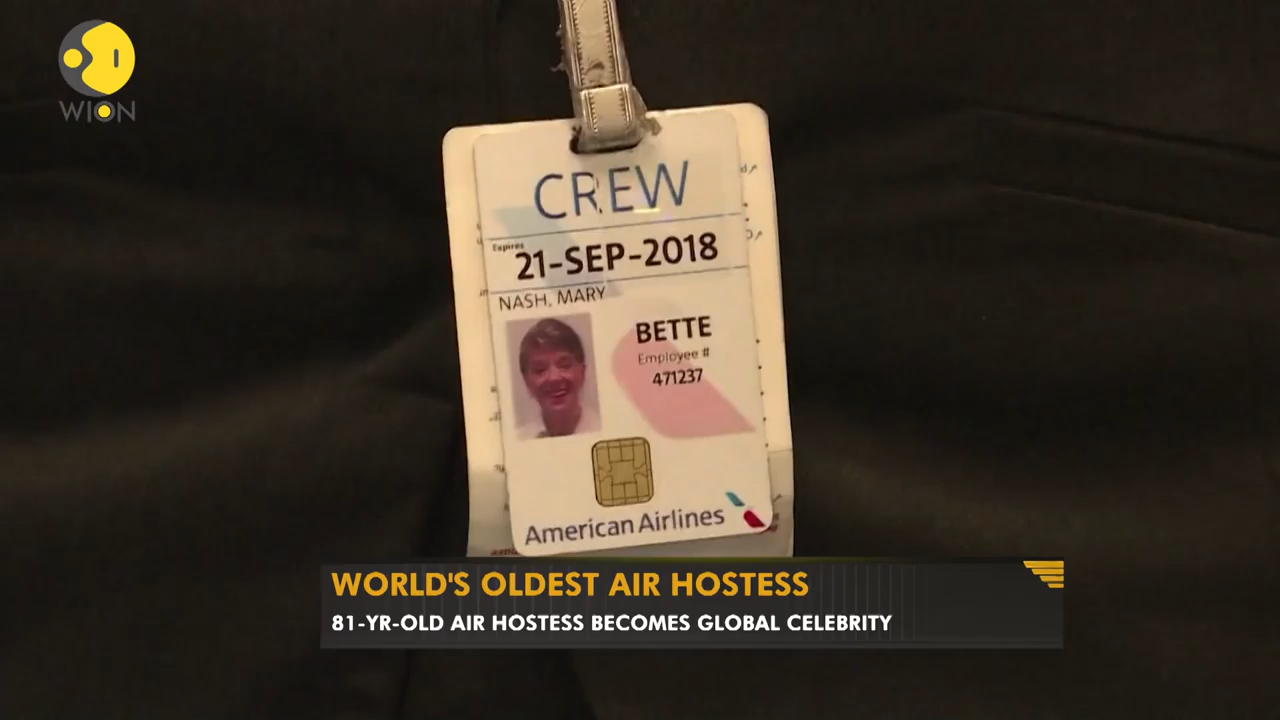 WION
CREW
Expires
21-SEP-2018
NASH, MARY
BETTE
Employee #
471237
American Airlines
WORLD'S OLDEST AIR HOSTESS
81-YR-OLD AIR HOSTESS BECOMES GLOBAL CELEBRITY